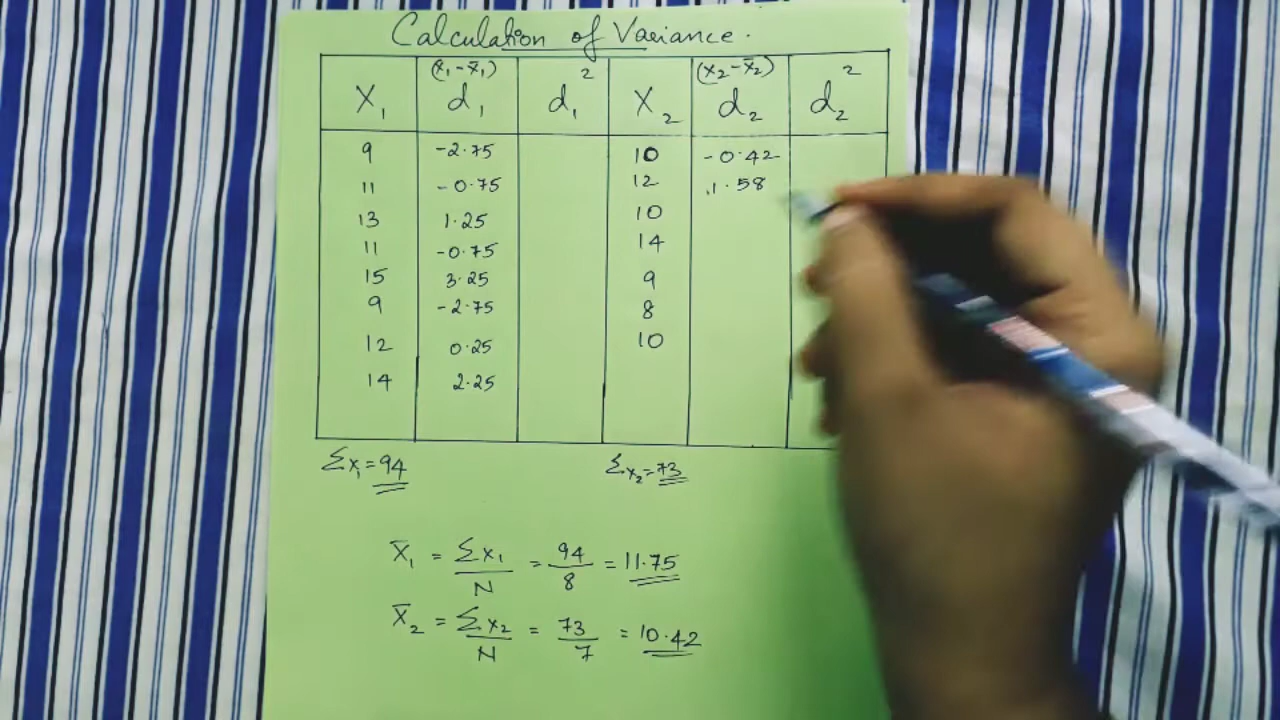 Calculation of Variance.
(x₁-x̄₁) (x₂-x̄₂)
X₁ d₁ d₁² X₂ d₂ d₂²
9 -2.75 10 -0.42
11 -0.75 12 1.58
13 1.25 10
11 -0.75 14
15 3.25 9
9 -2.75 8
12 0.25 10
14 2.25
Σx₁=94 Σx₂=73
X̄₁ = Σx₁/N = 94/8 = 11.75
X̄₂ = Σx₂/N = 73/7 = 10.42